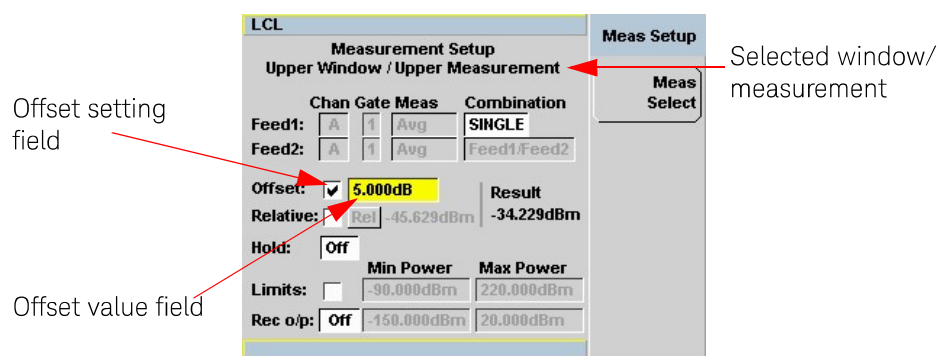 LCL
Meas Setup
Measurement Setup
Upper Window / Upper Measurement
Selected window/
measurement
Meas
Select
Offset setting
field
Chan Gate Meas Combination
Feed1: A 1 Avg SINGLE
Feed2: A 1 Avg Feed1/Feed2
Offset: 5.000dB Result
Relative: Rel -45.629dBm -34.229dBm
Hold: Off
Min Power Max Power
Limits: -90.000dBm 220.000dBm
Offset value field
Rec o/p: Off -150.000dBm 20.000dBm